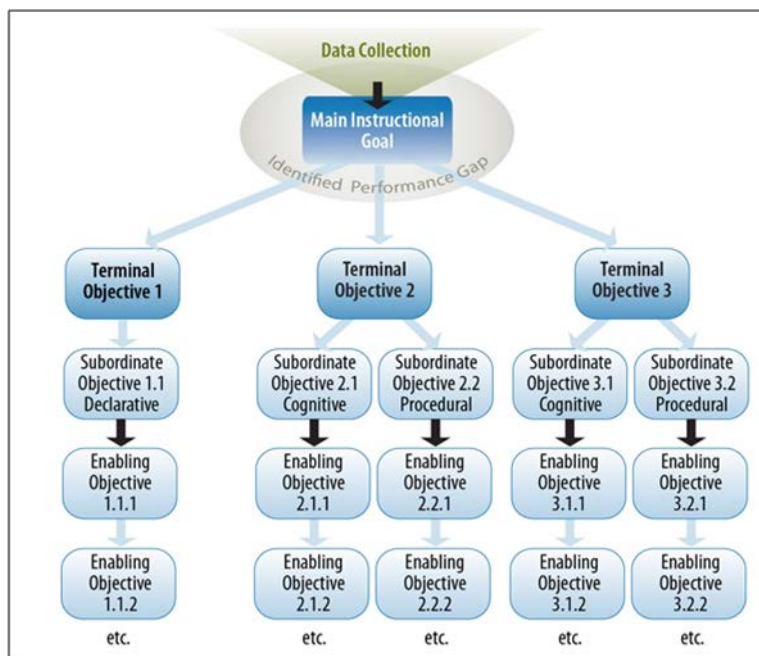 Data Collection
Main Instructional
Goal
Identified Performance Gap
Terminal
Objective 1
Terminal
Objective 2
Terminal
Objective 3
Subordinate
Objective 1.1
Declarative
Subordinate
Objective 2.1
Cognitive
Subordinate
Objective 2.2
Procedural
Subordinate
Objective 3.1
Cognitive
Subordinate
Objective 3.2
Procedural
Enabling
Objective
1.1.1
Enabling
Objective
2.1.1
Enabling
Objective
2.2.1
Enabling
Objective
3.1.1
Enabling
Objective
3.2.1
Enabling
Objective
1.1.2
Enabling
Objective
2.1.2
Enabling
Objective
2.2.2
Enabling
Objective
3.1.2
Enabling
Objective
3.2.2
etc.
etc.
etc.
etc.
etc.